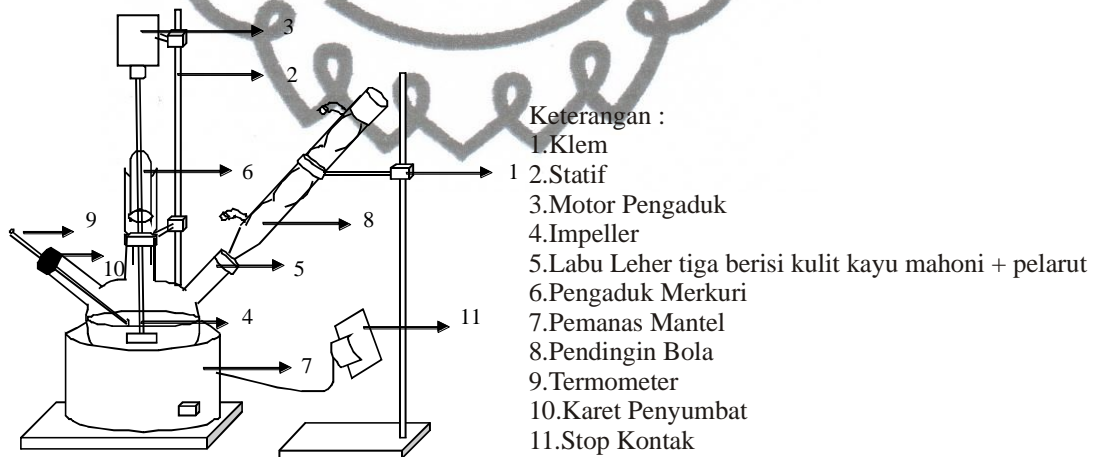 3
2
6
1
8
9
10
5
4
11
7
Keterangan :
1.Klem
2.Statif
3.Motor Pengaduk
4.Impeller
5.Labu Leher tiga berisi kulit kayu mahoni + pelarut
6.Pengaduk Merkuri
7.Pemanas Mantel
8.Pendingin Bola
9.Termometer
10.Karet Penyumbat
11.Stop Kontak